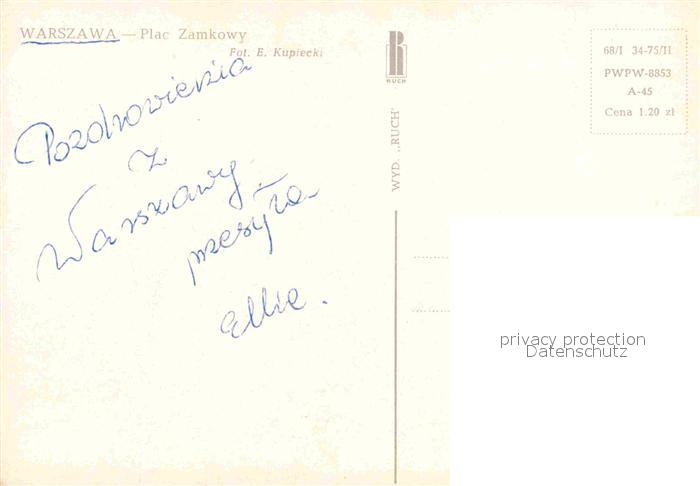 WARSZAWA — Plac Zamkowy
Fot. E. Kupiecki
Pozdrowienia
z
Warszawy
przesyła
Ellie.
R
RUCH
WYD. „RUCH"
68/I 34-75/II
PWPW-8853
A-45
Cena 1.20 zł
privacy protection
Datenschutz